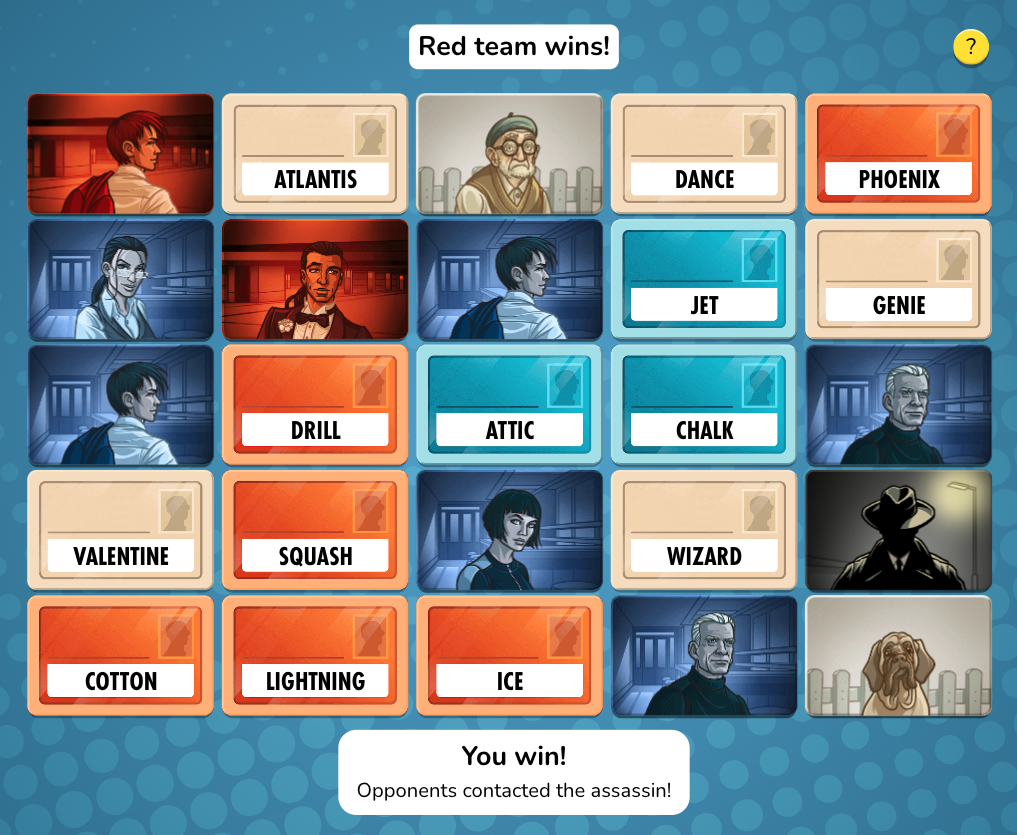 Red team wins!
?
ATLANTIS
DANCE
PHOENIX
JET
GENIE
DRILL
ATTIC
CHALK
VALENTINE
SQUASH
WIZARD
COTTON
LIGHTNING
ICE
You win!
Opponents contacted the assassin!